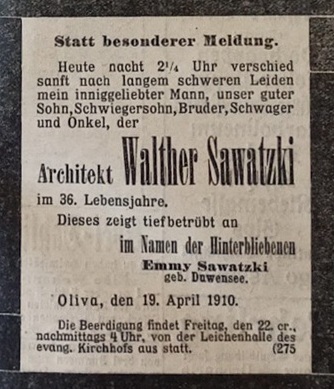 Statt besonderer Meldung.
Heute nacht 2¼ Uhr verschied
sanft nach langem schweren Leiden
mein inniggeliebter Mann, unser guter
Sohn, Schwiegersohn, Bruder, Schwager
und Onkel, der
Architekt Walther Sawatzki
im 36. Lebensjahre.
Dieses zeigt tiefbetrübt an
im Namen der Hinterbliebenen
Emmy Sawatzki
geb. Dawensee.
Oliva, den 19. April 1910.
Die Beerdigung findet Freitag, den 22. cr.,
nachmittags 4 Uhr, von der Leichenhalle des
evang. Kirchhofs aus statt. (275